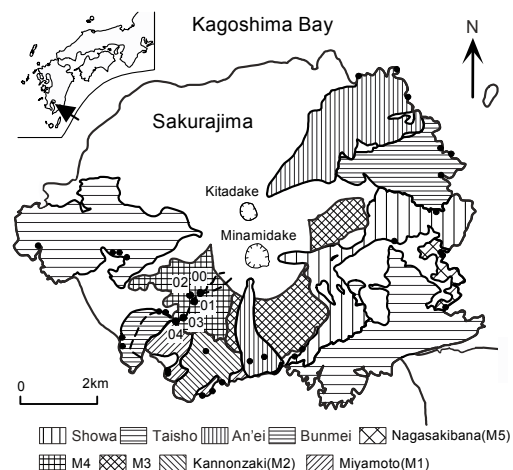 Kagoshima Bay
N
Sakurajima
Kitadake
Minamidake
00
02
01
03
04
0 2km
Showa Taisho An'ei Bunmei Nagasakibana(M5)
M4 M3 Kannonzaki(M2) Miyamoto(M1)